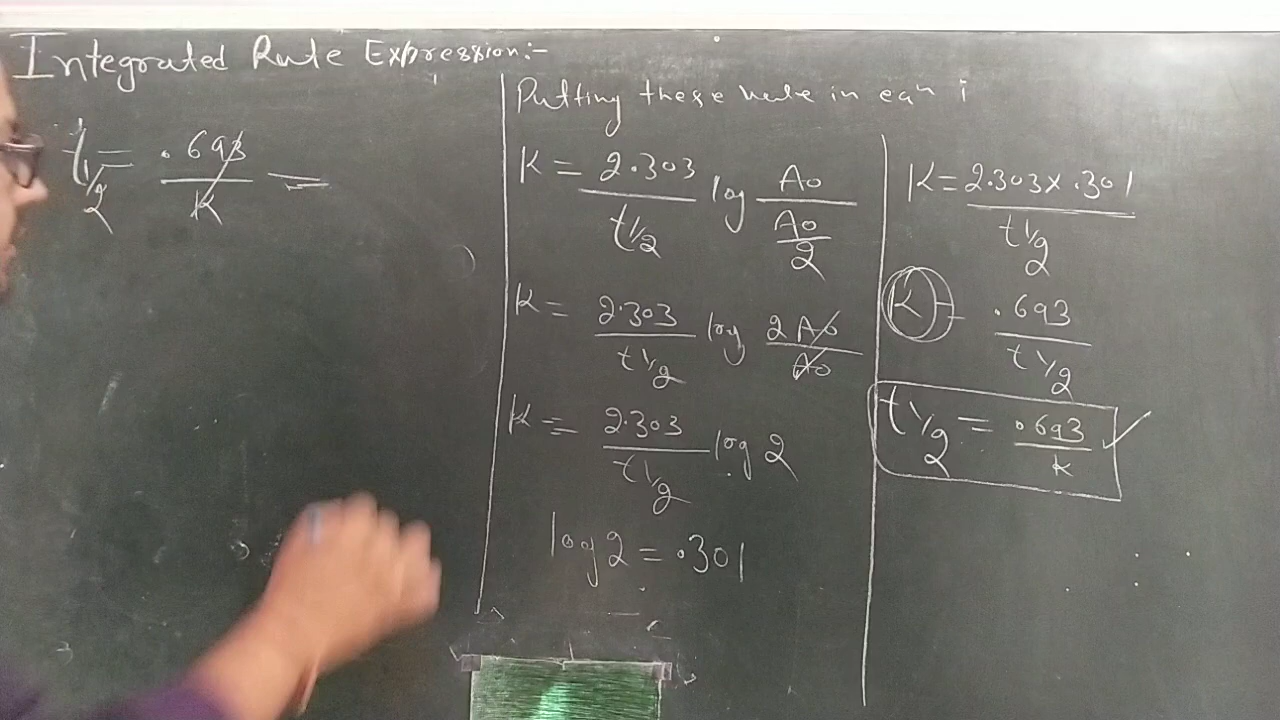 Integrated Rate Expression:-
t1/2 = .693/K =
Putting these value in eqn i
K = 2.303/t1/2 log A0/A0/2
K = 2.303/t1/2 log 2A0/A0
K = 2.303/t1/2 log 2
log 2 = .301
K = 2.303 x .301/t1/2
K = .693/t1/2
t1/2 = .693/k